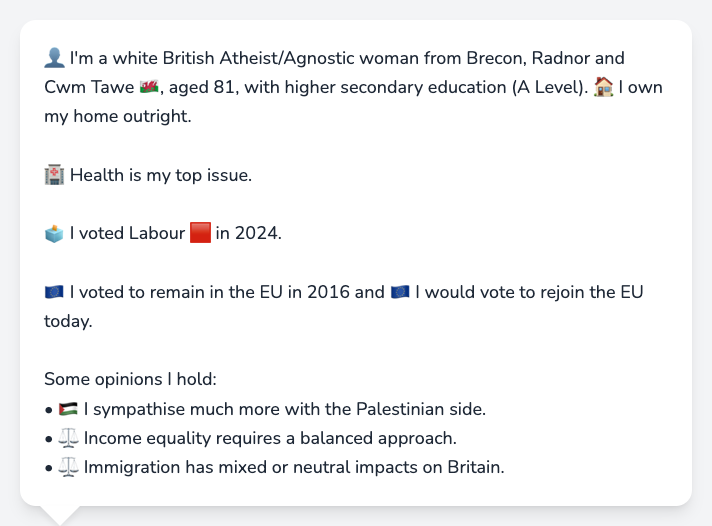 👤 I'm a white British Atheist/Agnostic woman from Brecon, Radnor and
Cwm Tawe 🏴󠁧󠁢󠁷󠁬󠁳󠁿, aged 81, with higher secondary education (A Level). 🏠 I own
my home outright.
🏥 Health is my top issue.
🗳️ I voted Labour 🟥 in 2024.
🇪🇺 I voted to remain in the EU in 2016 and 🇪🇺 I would vote to rejoin the EU
today.
Some opinions I hold:
• 🇵🇸 I sympathise much more with the Palestinian side.
• ⚖️ Income equality requires a balanced approach.
• ⚖️ Immigration has mixed or neutral impacts on Britain.